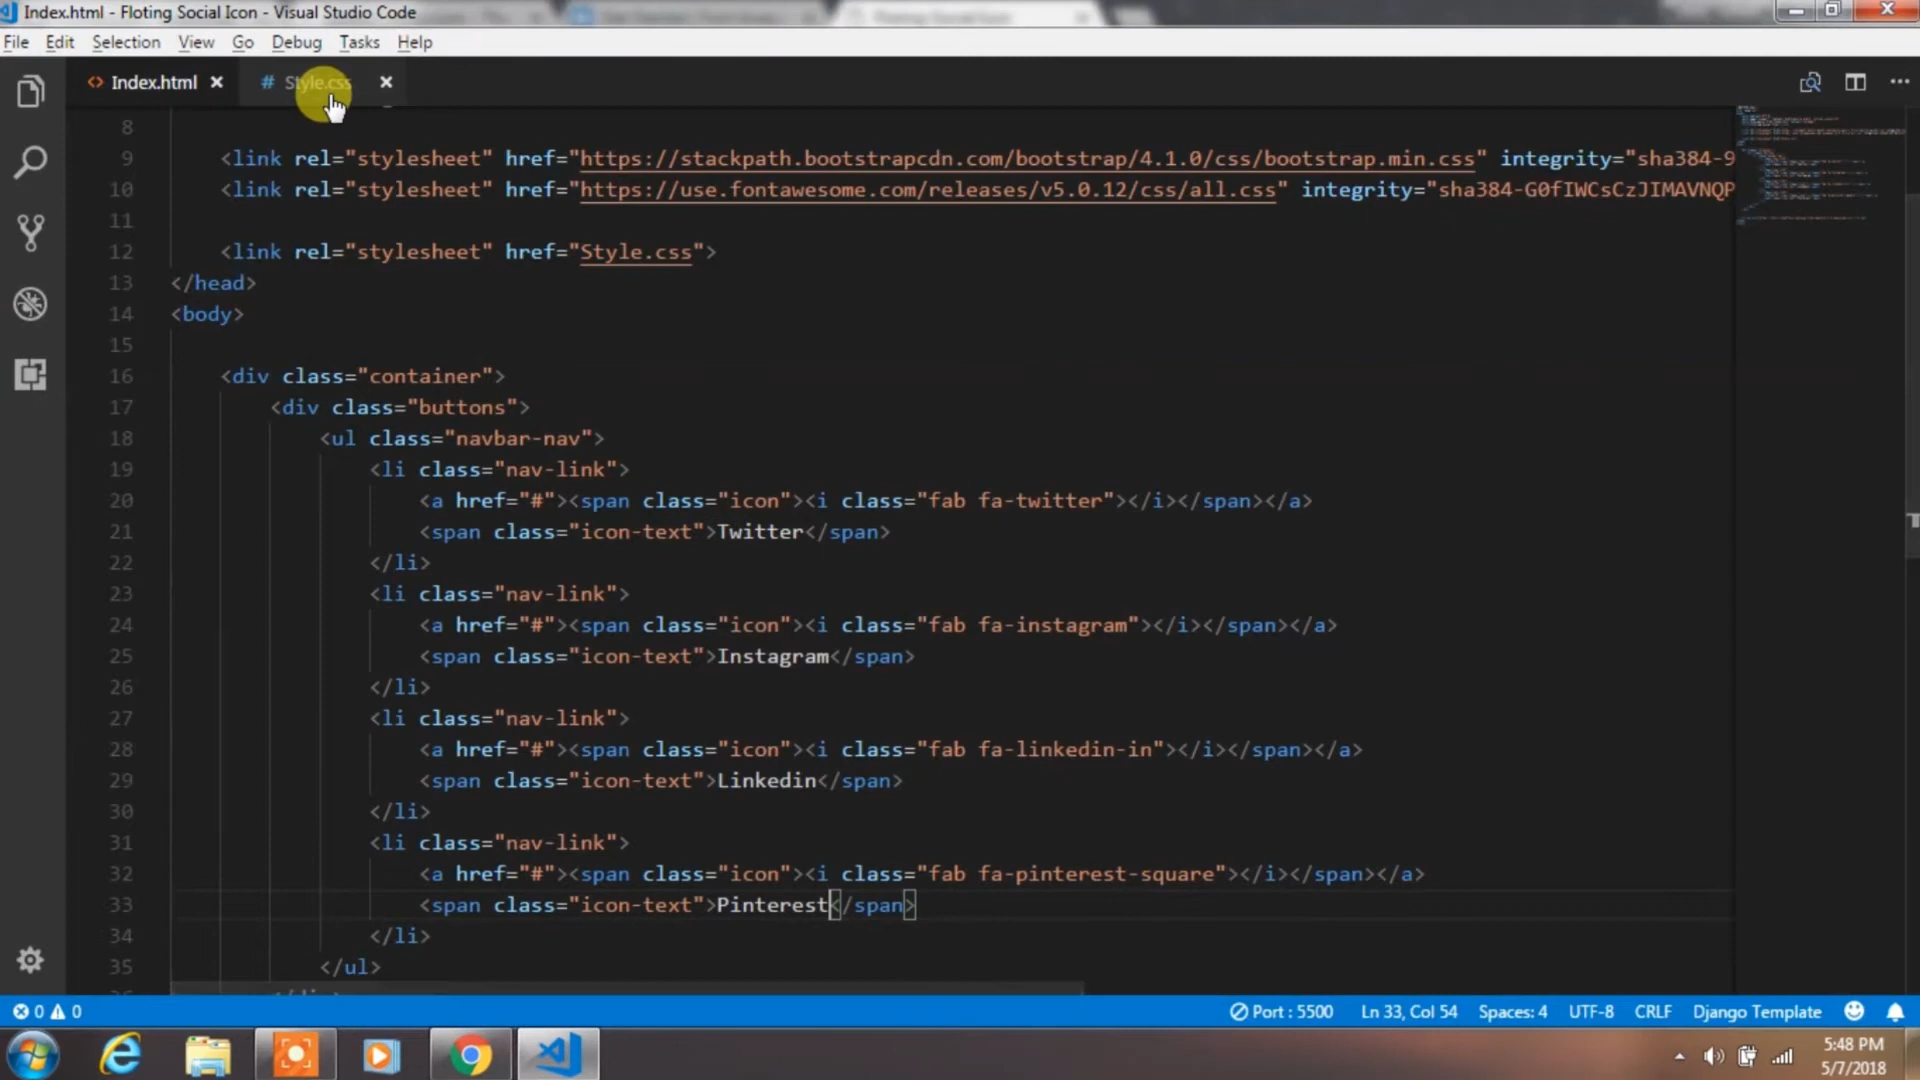 Index.html - Floting Social Icon - Visual Studio Code
File Edit Selection View Go Debug Tasks Help
<> Index.html × # Style.css ×
8
9 <link rel="stylesheet" href="https://stackpath.bootstrapcdn.com/bootstrap/4.1.0/css/bootstrap.min.css" integrity="sha384-9
10 <link rel="stylesheet" href="https://use.fontawesome.com/releases/v5.0.12/css/all.css" integrity="sha384-G0fIWCsCzJIMAVNQP
11
12 <link rel="stylesheet" href="Style.css">
13 </head>
14 <body>
15
16 <div class="container">
17 <div class="buttons">
18 <ul class="navbar-nav">
19 <li class="nav-link">
20 <a href="#"><span class="icon"><i class="fab fa-twitter"></i></span></a>
21 <span class="icon-text">Twitter</span>
22 </li>
23 <li class="nav-link">
24 <a href="#"><span class="icon"><i class="fab fa-instagram"></i></span></a>
25 <span class="icon-text">Instagram</span>
26 </li>
27 <li class="nav-link">
28 <a href="#"><span class="icon"><i class="fab fa-linkedin-in"></i></span></a>
29 <span class="icon-text">Linkedin</span>
30 </li>
31 <li class="nav-link">
32 <a href="#"><span class="icon"><i class="fab fa-pinterest-square"></i></span></a>
33 <span class="icon-text">Pinterest</span>
34 </li>
35 </ul>
0 0 Port : 5500 Ln 33, Col 54 Spaces: 4 UTF-8 CRLF Django Template
5:48 PM
5/7/2018